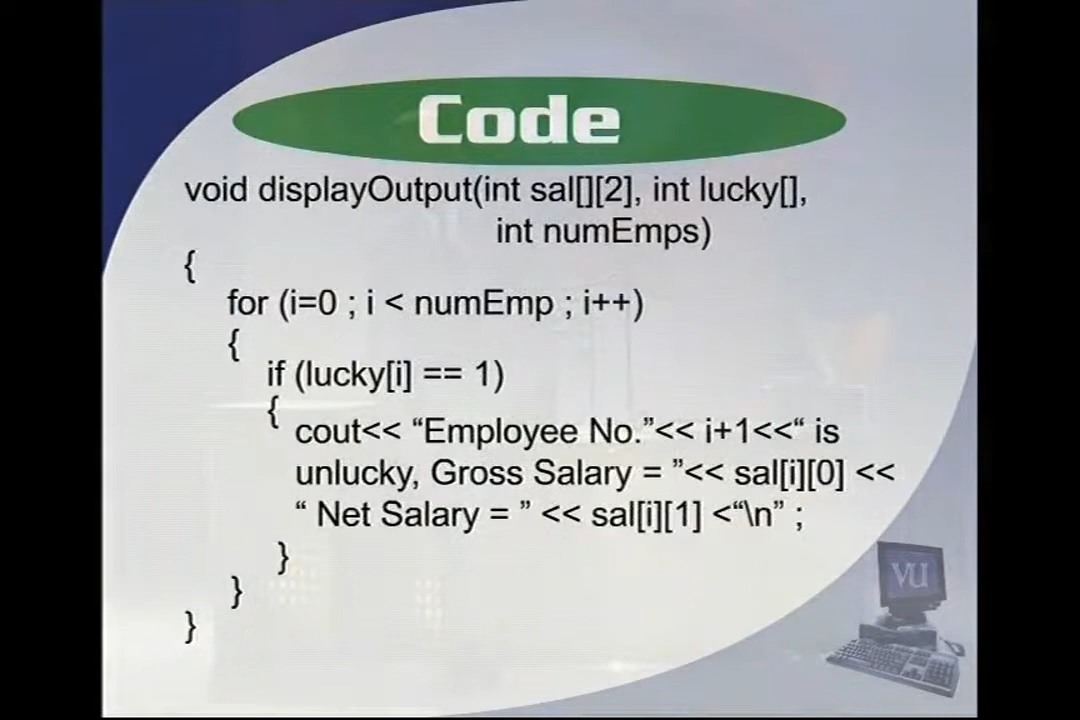 Code
void displayOutput(int sal[][2], int lucky[],
int numEmps)
{
for (i=0 ; i < numEmp ; i++)
{
if (lucky[i] == 1)
{
cout<< “Employee No.”<< i+1<<“ is
unlucky, Gross Salary = ”<< sal[i][0] <<
“ Net Salary = ” << sal[i][1] <“\n” ;
}
}
}
VU